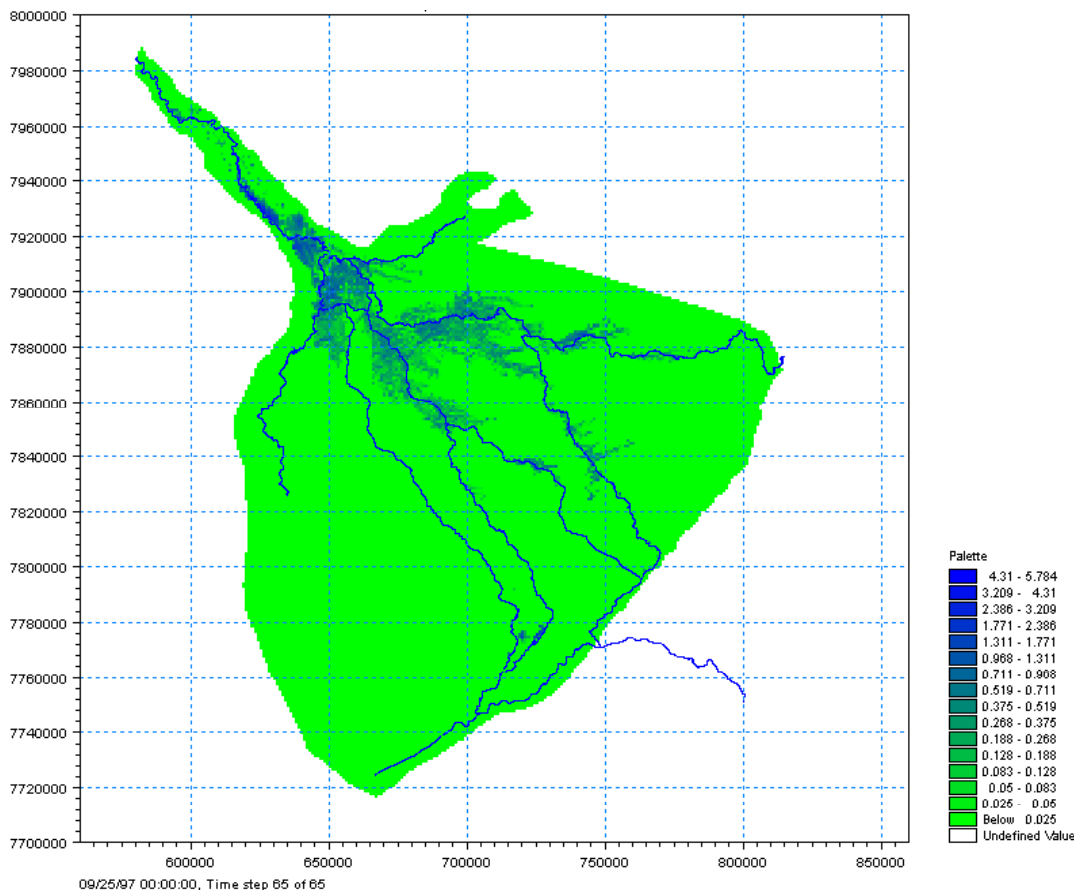 8000000
7980000
7960000
7940000
7920000
7900000
7880000
7860000
7840000
7820000
7800000
7780000
7760000
7740000
7720000
7700000
600000 650000 700000 750000 800000 850000
09/25/97 00:00:00, Time step 65 of 65
Palette
4.31 - 5.784
3.209 - 4.31
2.386 - 3.209
1.771 - 2.386
1.311 - 1.771
0.968 - 1.311
0.711 - 0.968
0.519 - 0.711
0.375 - 0.519
0.268 - 0.375
0.188 - 0.268
0.128 - 0.188
0.083 - 0.128
0.05 - 0.083
0.025 - 0.05
Below 0.025
Undefined Value